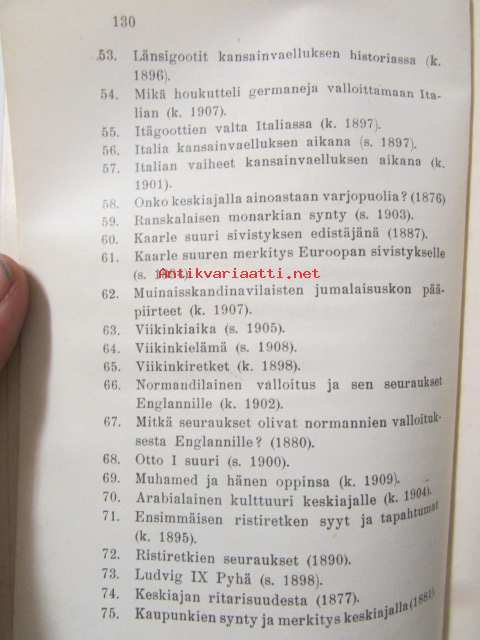 130
53. Länsigootit kansainvaelluksen historiassa (k.
1896).
54. Mikä houkutteli germaneja valloittamaan Ita-
lian (k. 1907).
55. Itägoottien valta Italiassa (k. 1897).
56. Italia kansainvaelluksen aikana (s. 1897).
57. Italian vaiheet kansainvaelluksen aikana (k.
1901).
58. Onko keskiajalla ainoastaan varjopuolia? (1876)
59. Ranskalaisen monarkian synty (s. 1903).
60. Kaarle suuri sivistyksen edistäjänä (1887).
61. Kaarle suuren merkitys Euroopan sivistykselle
(s.
Antikvariaatti.net
62. Muinaisskandinavilaisten jumalaisuskon pää-
piirteet (k. 1907).
63. Viikinkiaika (s. 1905).
64. Viikinkielämä (s. 1908).
65. Viikinkiretket (k. 1898).
66. Normandilainen valloitus ja sen seuraukset
Englannille (k. 1902).
67. Mitkä seuraukset olivat normannien valloituk-
sesta Englannille? (1880).
68. Otto I suuri (s. 1900).
69. Muhamed ja hänen oppinsa (k. 1909).
70. Arabialainen kulttuuri keskiajalle (k. 1904).
71. Ensimmäisen ristiretken syyt ja tapahtumat
(k. 1895).
72. Ristiretkien seuraukset (1890).
73. Ludvig IX Pyhä (s. 1898).
74. Keskiajan ritarisuudesta (1877).
75. Kaupunkien synty ja merkitys keskiajalla